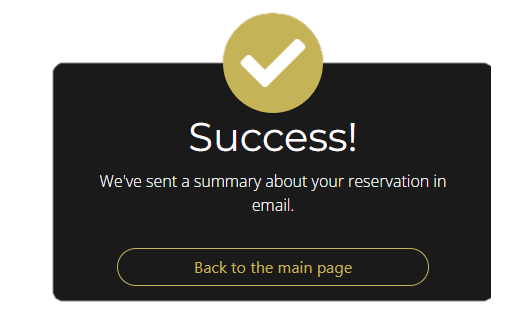 Success!
We've sent a summary about your reservation in
email.
Back to the main page